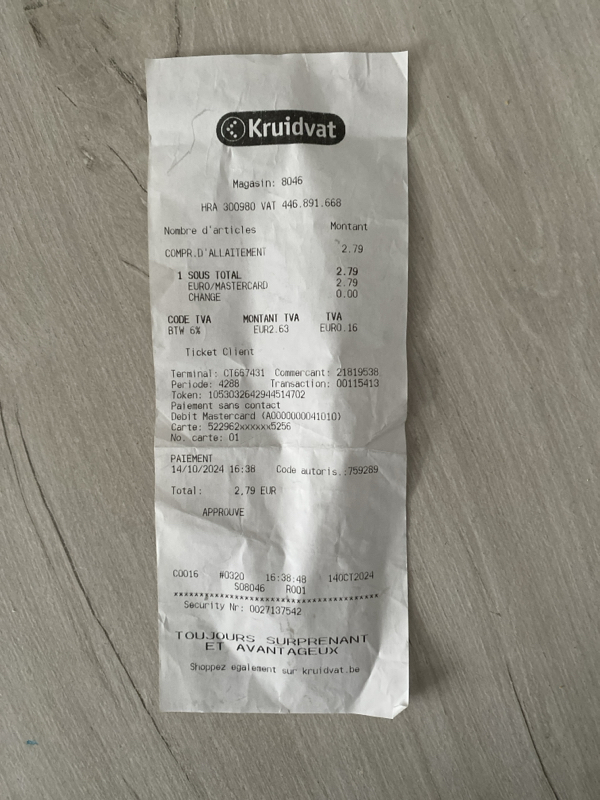 Kruidvat
Magasin: 8046
HRA 300980 VAT 446.891.668
Nombre d'articles Montant
COMPR.D'ALLAITEMENT 2.79
1 SOUS TOTAL 2.79
EURO/MASTERCARD 2.79
CHANGE 0.00
CODE TVA MONTANT TVA TVA
BTW 6% EUR2.63 EUR0.16
Ticket Client
Terminal: CT667431 Commercant: 21819538
Periode: 4288 Transaction: 00115413
Token: 1053032642944514702
Paiement sans contact
Debit Mastercard (A0000000041010)
Carte: 522962xxxxxx5256
No. carte: 01
PAIEMENT
14/10/2024 16:38 Code autoris.:759289
Total: 2,79 EUR
APPROUVE
C0016 #0320 16:38:48 14OCT2024
S08046 R001
****************************************
Security Nr: 0027137542
TOUJOURS SURPRENANT
ET AVANTAGEUX
Shoppez egalement sur kruidvat.be